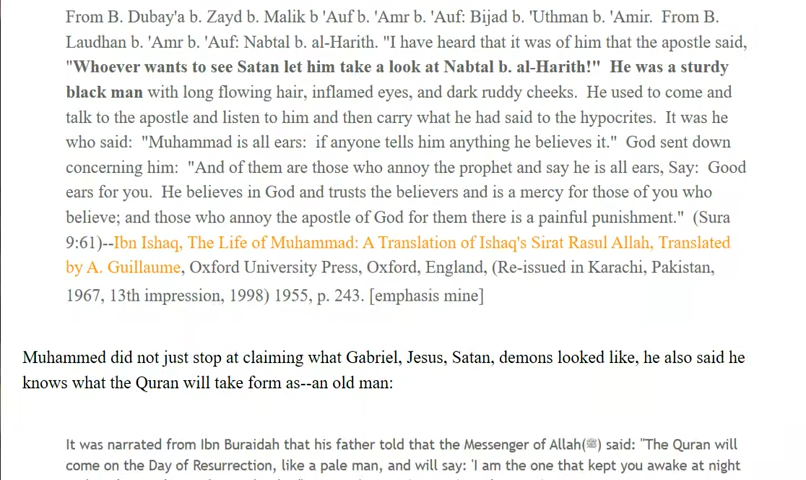 From B. Dubay'a b. Zayd b. Malik b 'Auf b. 'Amr b. 'Auf: Bijad b. 'Uthman b. 'Amir.  From B.
Laudhan b. 'Amr b. 'Auf: Nabtal b. al-Harith. "I have heard that it was of him that the apostle said,
"Whoever wants to see Satan let him take a look at Nabtal b. al-Harith!"  He was a sturdy
black man with long flowing hair, inflamed eyes, and dark ruddy cheeks.  He used to come and
talk to the apostle and listen to him and then carry what he had said to the hypocrites.  It was he
who said:  "Muhammad is all ears:  if anyone tells him anything he believes it."  God sent down
concerning him:  "And of them are those who annoy the prophet and say he is all ears, Say:  Good
ears for you.  He believes in God and trusts the believers and is a mercy for those of you who
believe; and those who annoy the apostle of God for them there is a painful punishment."  (Sura
9:61)--Ibn Ishaq, The Life of Muhammad: A Translation of Ishaq's Sirat Rasul Allah, Translated
by A. Guillaume, Oxford University Press, Oxford, England, (Re-issued in Karachi, Pakistan,
1967, 13th impression, 1998) 1955, p. 243. [emphasis mine]
Muhammed did not just stop at claiming what Gabriel, Jesus, Satan, demons looked like, he also said he
knows what the Quran will take form as--an old man:
It was narrated from Ibn Buraidah that his father told that the Messenger of Allah(ﷺ) said: "The Quran will
come on the Day of Resurrection, like a pale man, and will say: 'I am the one that kept you awake at night